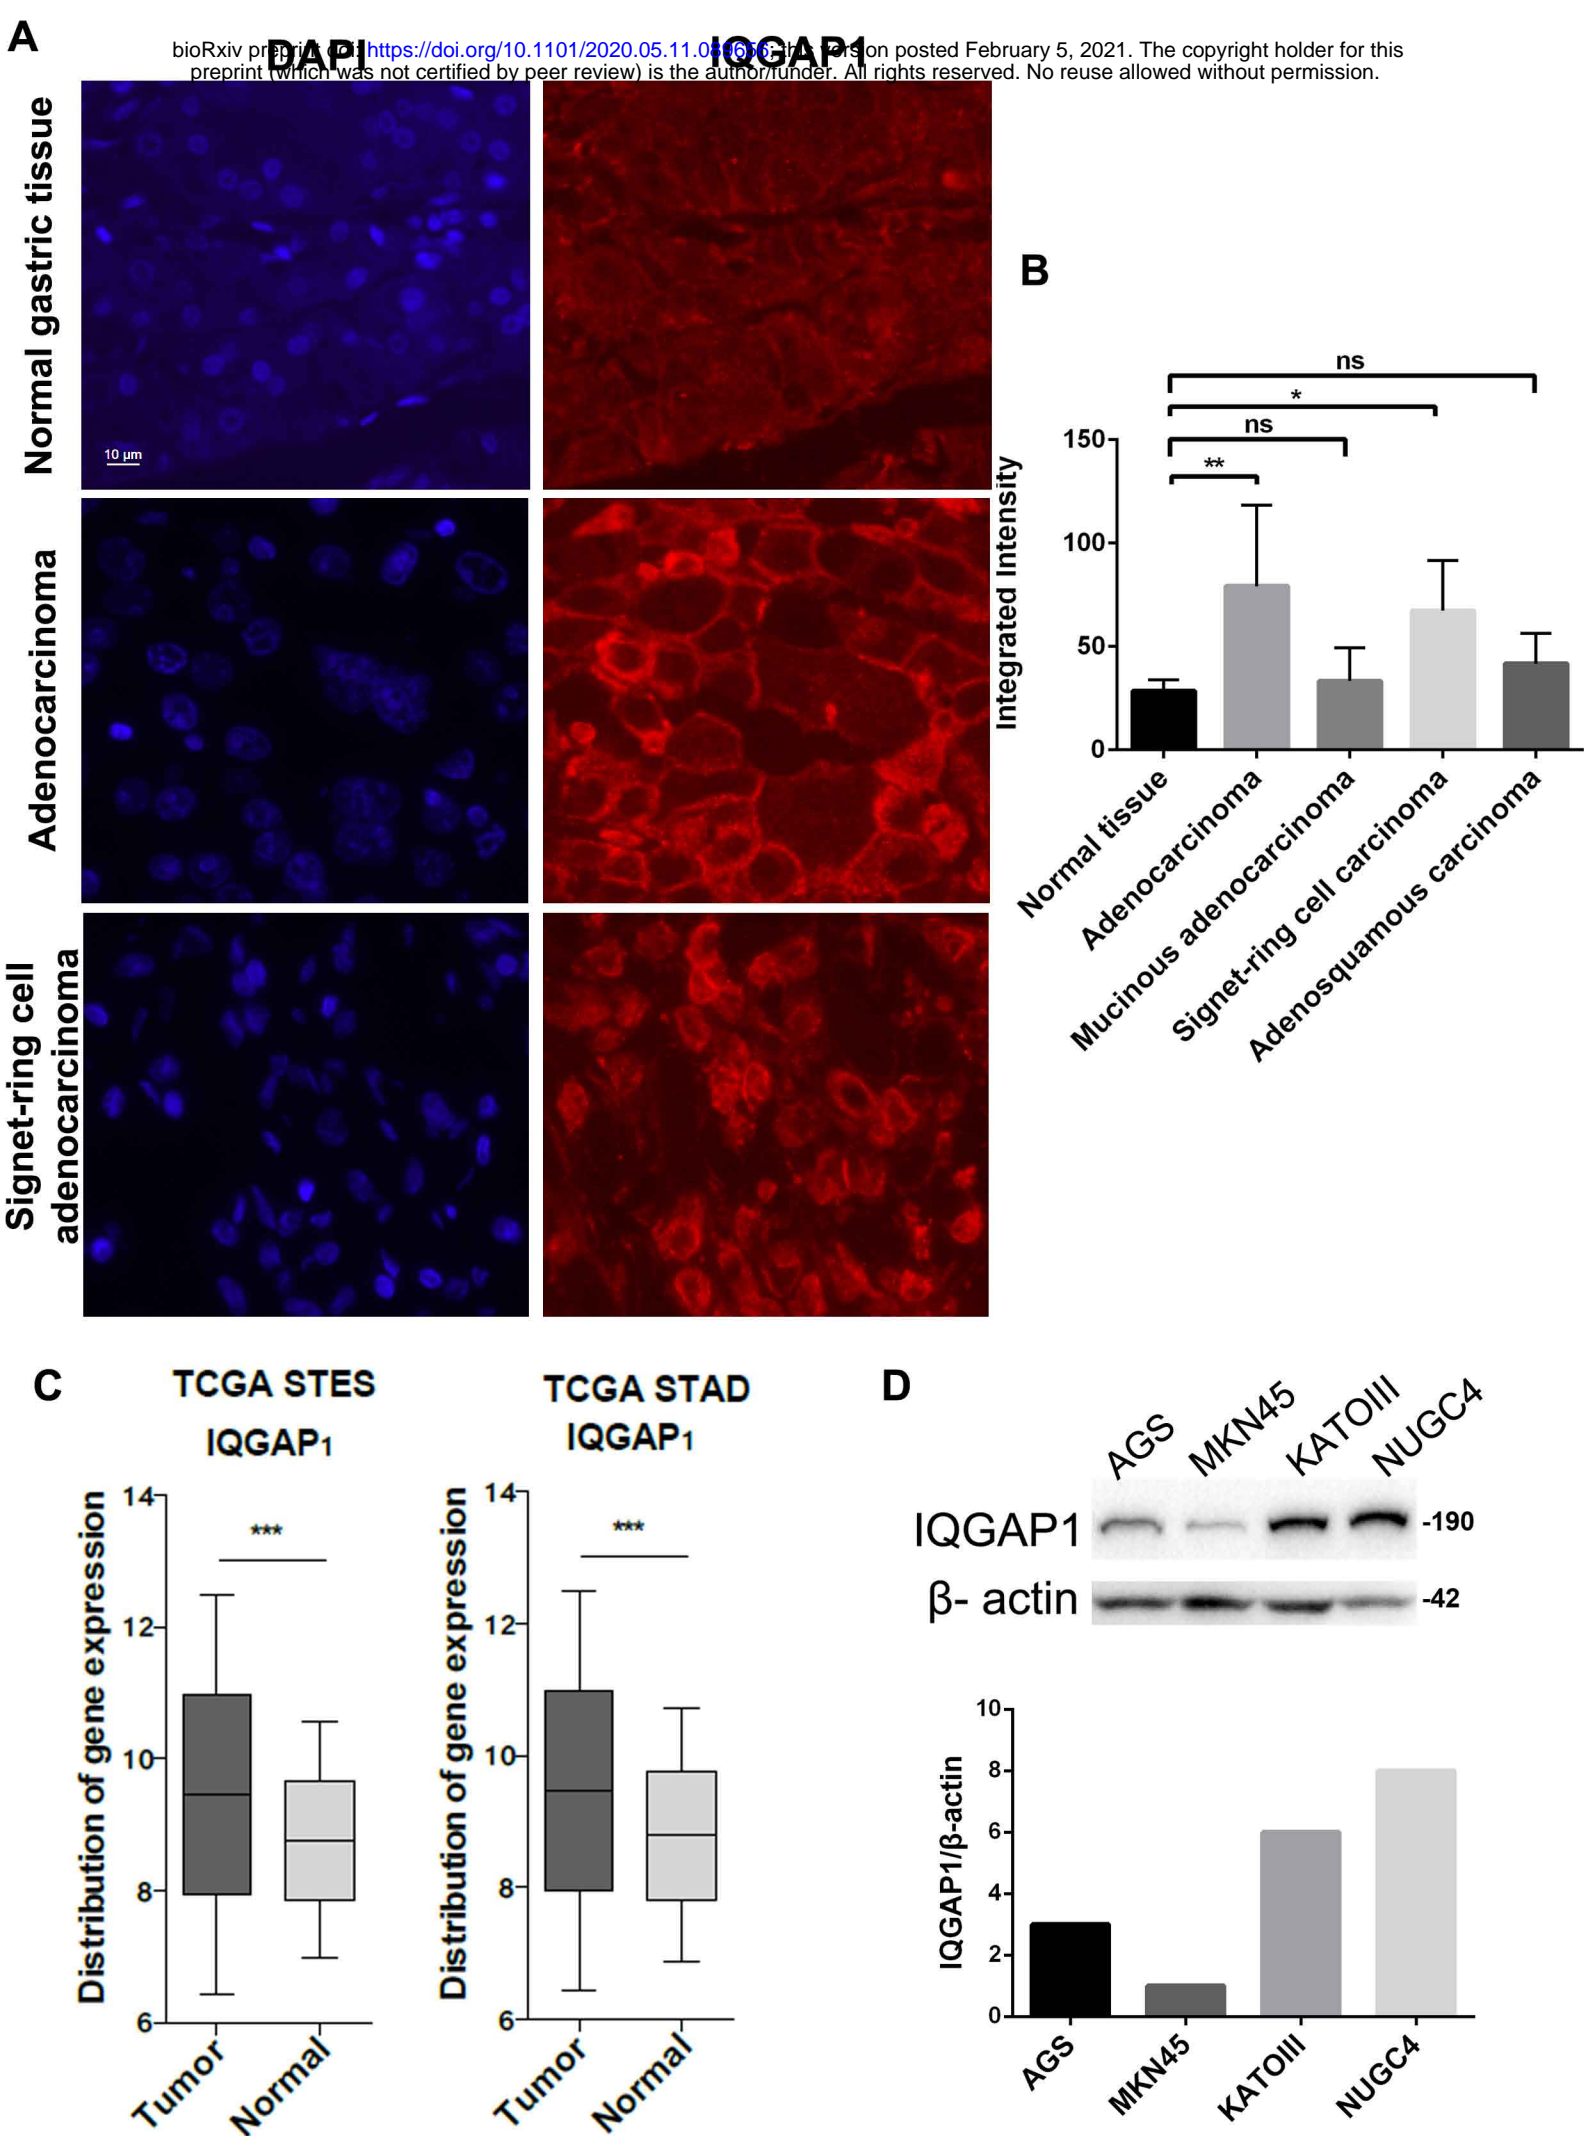 A
DAPI
IQGAP1
bioRxiv preprint doi: https://doi.org/10.1101/2020.05.11.089656; this version posted February 5, 2021. The copyright holder for this
preprint (which was not certified by peer review) is the author/funder. All rights reserved. No reuse allowed without permission.
Normal gastric tissue
10 µm
Adenocarcinoma
Signet-ring cell
adenocarcinoma
B
ns
*
ns
**
Integrated Intensity
150
100
50
0
Normal tissue
Adenocarcinoma
Mucinous adenocarcinoma
Signet-ring cell carcinoma
Adenosquamous carcinoma
C
TCGA STES
IQGAP1
***
Distribution of gene expression
14
12
10
8
6
Tumor
Normal
TCGA STAD
IQGAP1
***
Distribution of gene expression
14
12
10
8
6
Tumor
Normal
D
AGS
MKN45
KATOIII
NUGC4
IQGAP1
-190
β- actin
-42
IQGAP1/β-actin
10
8
6
4
2
0
AGS
MKN45
KATOIII
NUGC4